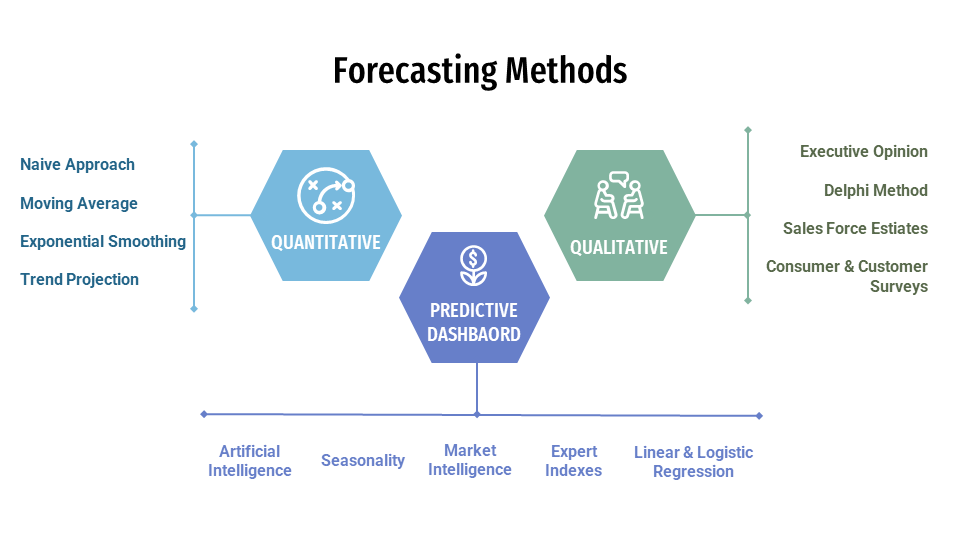 Forecasting Methods
Naive Approach
Moving Average
Exponential Smoothing
Trend Projection
QUANTITATIVE
PREDICTIVE
DASHBAORD
QUALITATIVE
Executive Opinion
Delphi Method
Sales Force Estiates
Consumer & Customer
Surveys
Artificial
Intelligence
Seasonality
Market
Intelligence
Expert
Indexes
Linear & Logistic
Regression